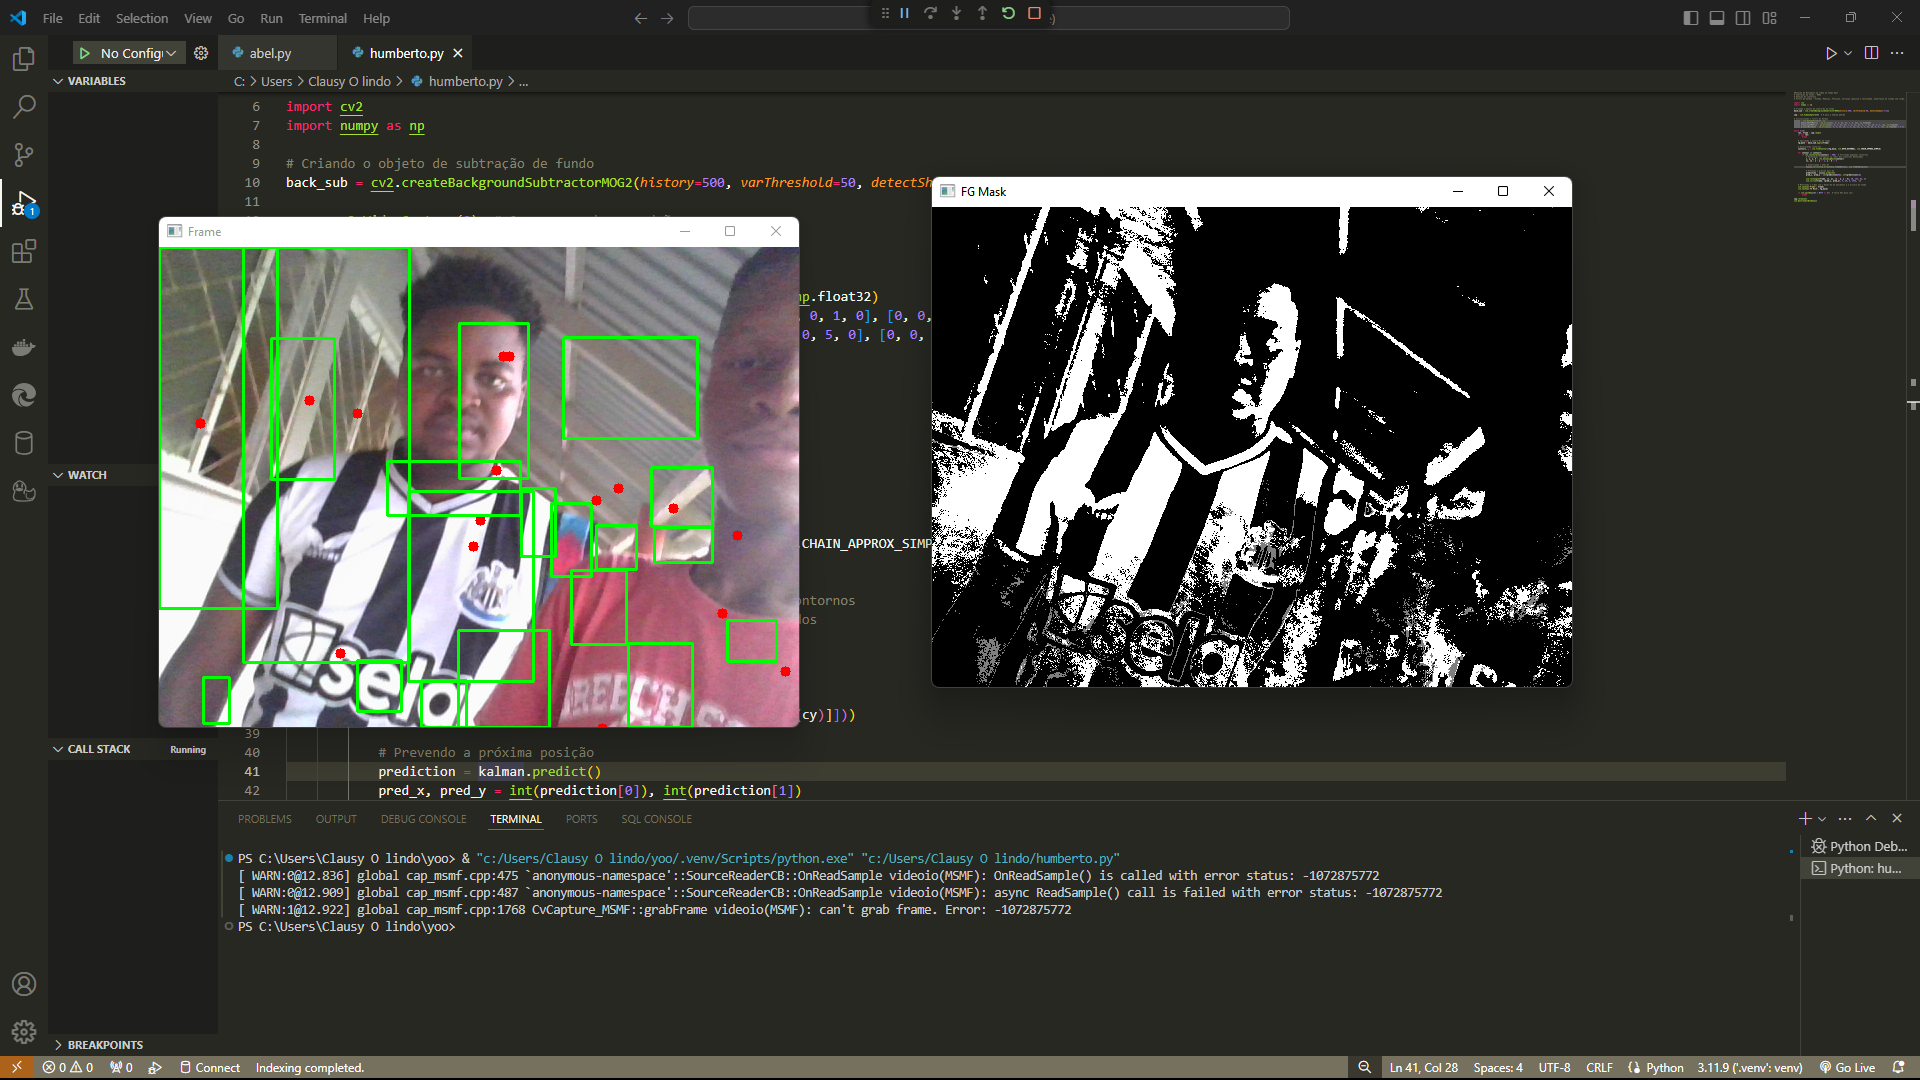 File Edit Selection View Go Run Terminal Help
No Config
abel.py
humberto.py
VARIABLES
C: > Users > Clausy O lindo > humberto.py > ...
6 import cv2
7 import numpy as np
8
9 # Criando o objeto de subtração de fundo
10 back_sub = cv2.createBackgroundSubtractorMOG2(history=500, varThreshold=50, detectSh
11
FG Mask
Frame
np.float32)
0, 1, 0], [0, 0,
0, 5, 0], [0, 0,
WATCH
CHAIN_APPROX_SIMP
ontornos
dos
sela
BREECH
(cy)]]))
39
CALL STACK Running
40 # Prevendo a próxima posição
41 prediction = kalman.predict()
42 pred_x, pred_y = int(prediction[0]), int(prediction[1])
PROBLEMS OUTPUT DEBUG CONSOLE TERMINAL PORTS SQL CONSOLE
PS C:\Users\Clausy O lindo\yoo> & "c:/Users/Clausy O lindo/yoo/.venv/Scripts/python.exe" "c:/Users/Clausy O lindo/humberto.py"
[ WARN:0@12.836] global cap_msmf.cpp:475 `anonymous-namespace'::SourceReaderCB::OnReadSample videoio(MSMF): OnReadSample() is called with error status: -1072875772
[ WARN:0@12.909] global cap_msmf.cpp:487 `anonymous-namespace'::SourceReaderCB::OnReadSample videoio(MSMF): async ReadSample() call is failed with error status: -1072875772
[ WARN:1@12.922] global cap_msmf.cpp:1768 CvCapture_MSMF::grabFrame videoio(MSMF): can't grab frame. Error: -1072875772
PS C:\Users\Clausy O lindo\yoo>
Python Deb...
Python: hu...
BREAKPOINTS
0 0 0 Connect Indexing completed.
Ln 41, Col 28 Spaces: 4 UTF-8 CRLF Python 3.11.9 ('.venv': venv) Go Live